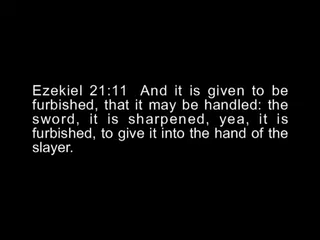 Ezekiel 21:11  And it is given to be
furbished, that it may be handled: the
sword, it is sharpened, yea, it is
furbished, to give it into the hand of the
slayer.